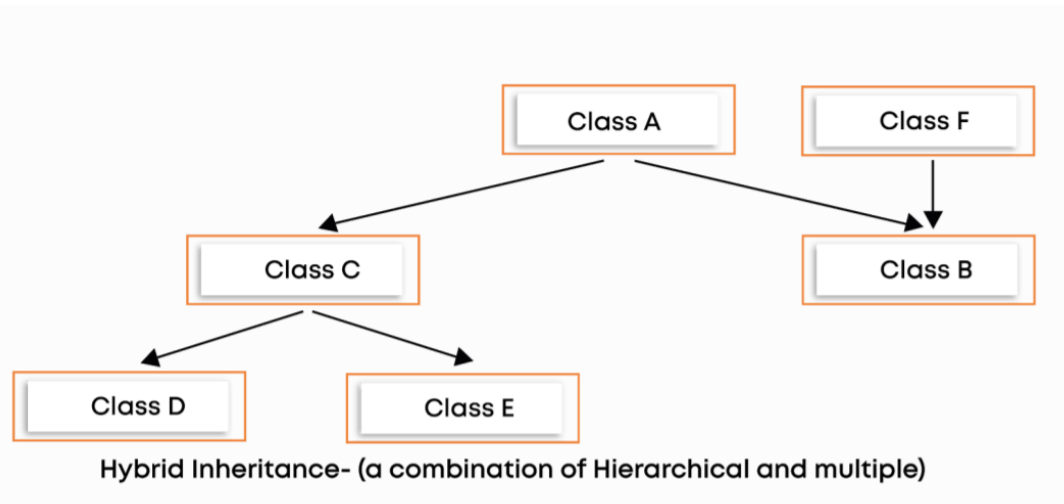 Class A
Class F
Class C
Class B
Class D
Class E
Hybrid Inheritance- (a combination of Hierarchical and multiple)